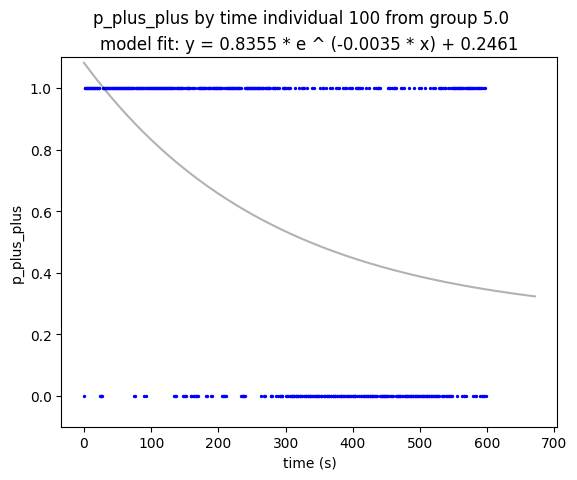 p_plus_plus by time individual 100 from group 5.0
model fit: y = 0.8355 * e ^ (-0.0035 * x) + 0.2461
1.0
0.8
0.6
0.4
0.2
0.0
p_plus_plus
0 100 200 300 400 500 600 700
time (s)